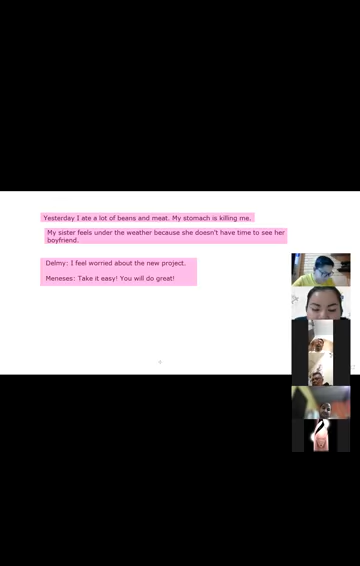 Yesterday I ate a lot of beans and meat. My stomach is killing me.
My sister feels under the weather because she doesn't have time to see her
boyfriend.
Delmy: I feel worried about the new project.
Meneses: Take it easy! You will do great!